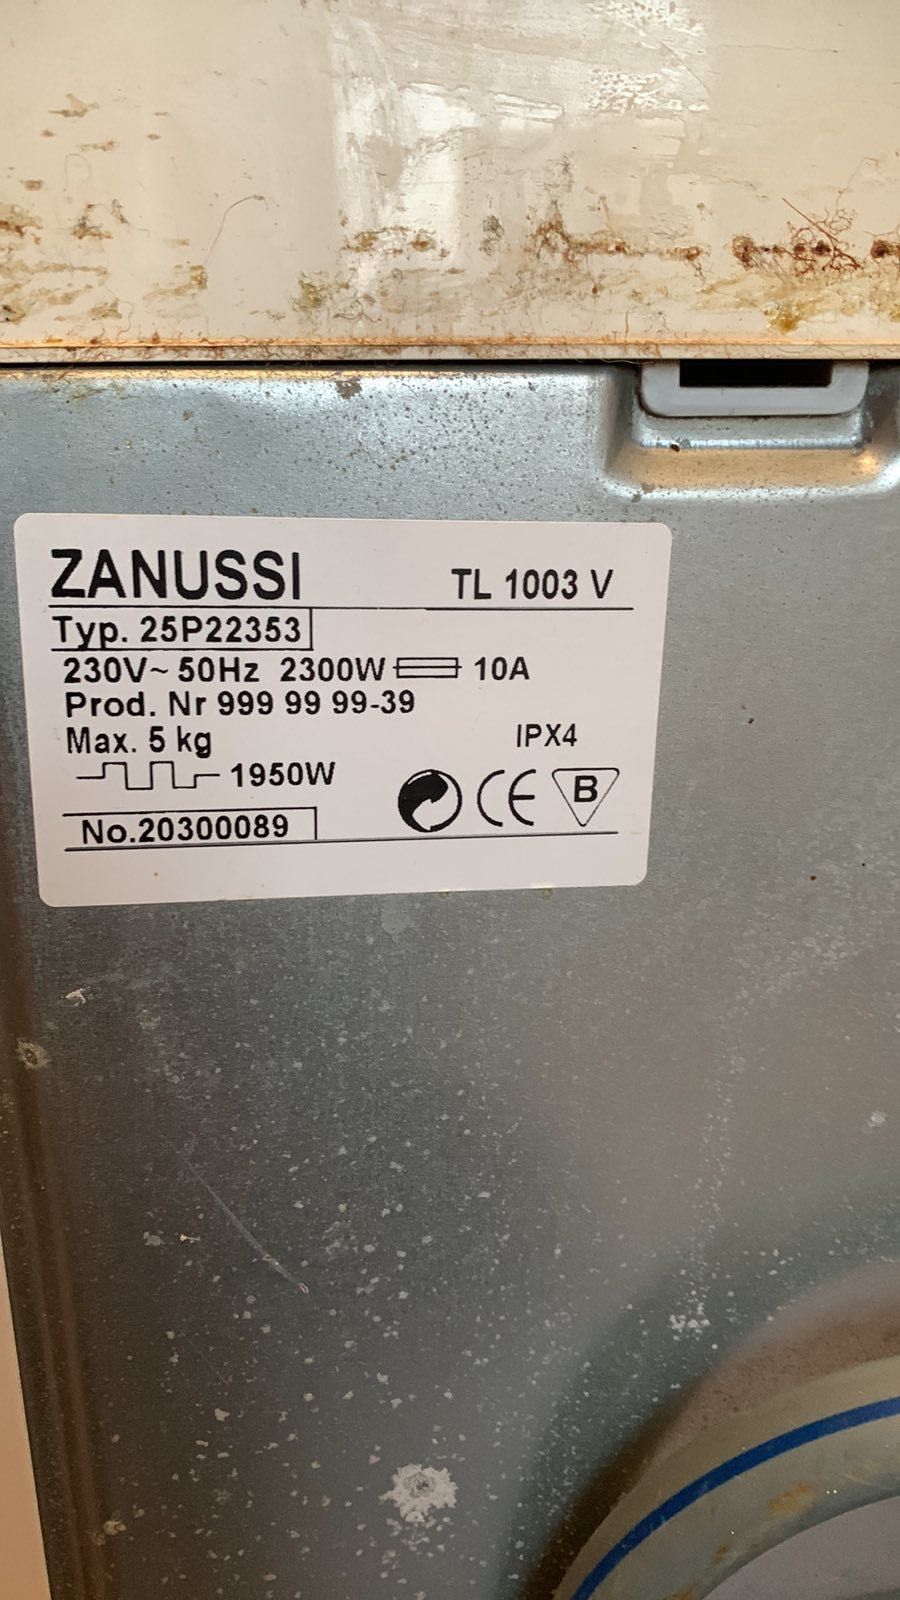 ZANUSSI TL 1003 V
Typ. 25P22353
230V~ 50Hz 2300W 10A
Prod. Nr 999 99 99-39
Max. 5 kg IPX4
1950W
CE B
No.20300089